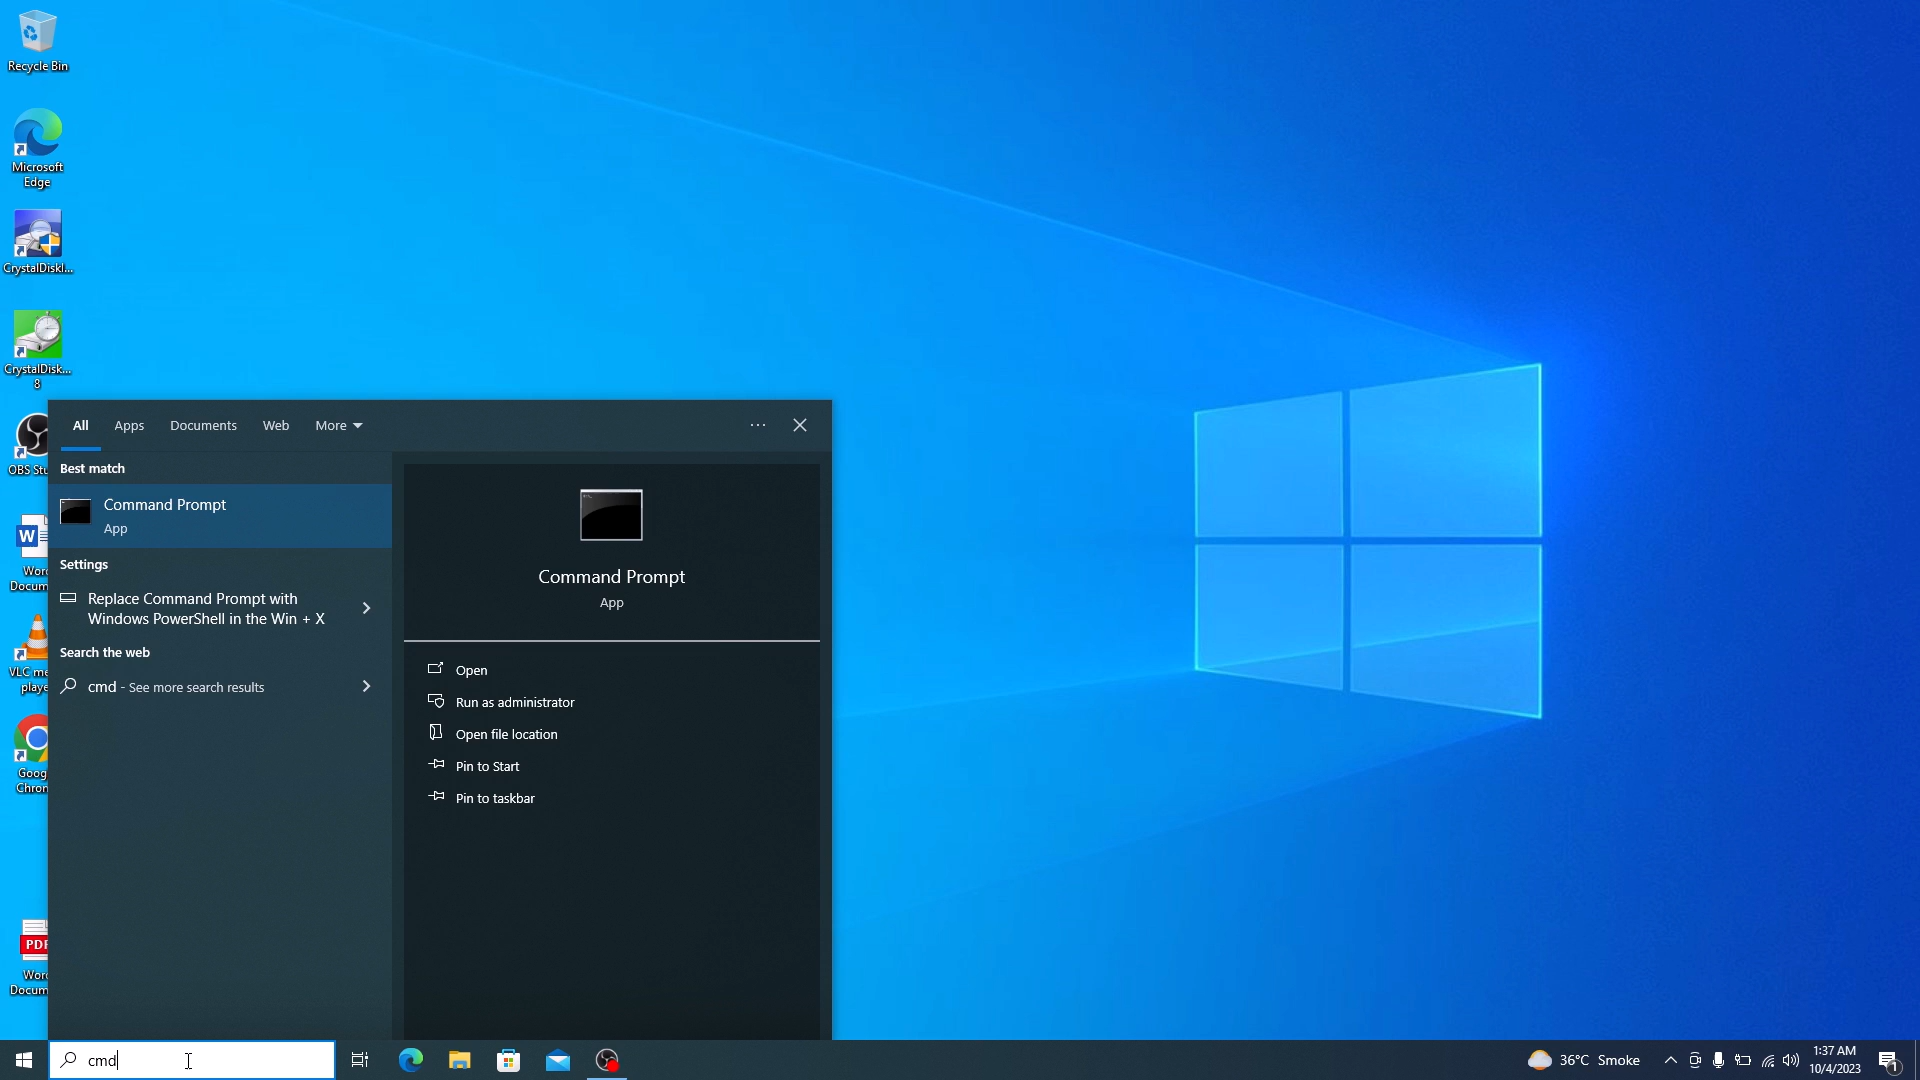 Recycle Bin
Microsoft
Edge
CrystalDiskI...
CrystalDisk...
8
OBS Stu
W
Word
Docum
VLC me
playe
Goog
Chron
PDF
Word
Docum
All Apps Documents Web More
Best match
Command Prompt
App
Settings
Replace Command Prompt with
Windows PowerShell in the Win + X
Search the web
cmd - See more search results
Command Prompt
App
Open
Run as administrator
Open file location
Pin to Start
Pin to taskbar
cmd
36°C Smoke
1:37 AM
10/4/2023
1